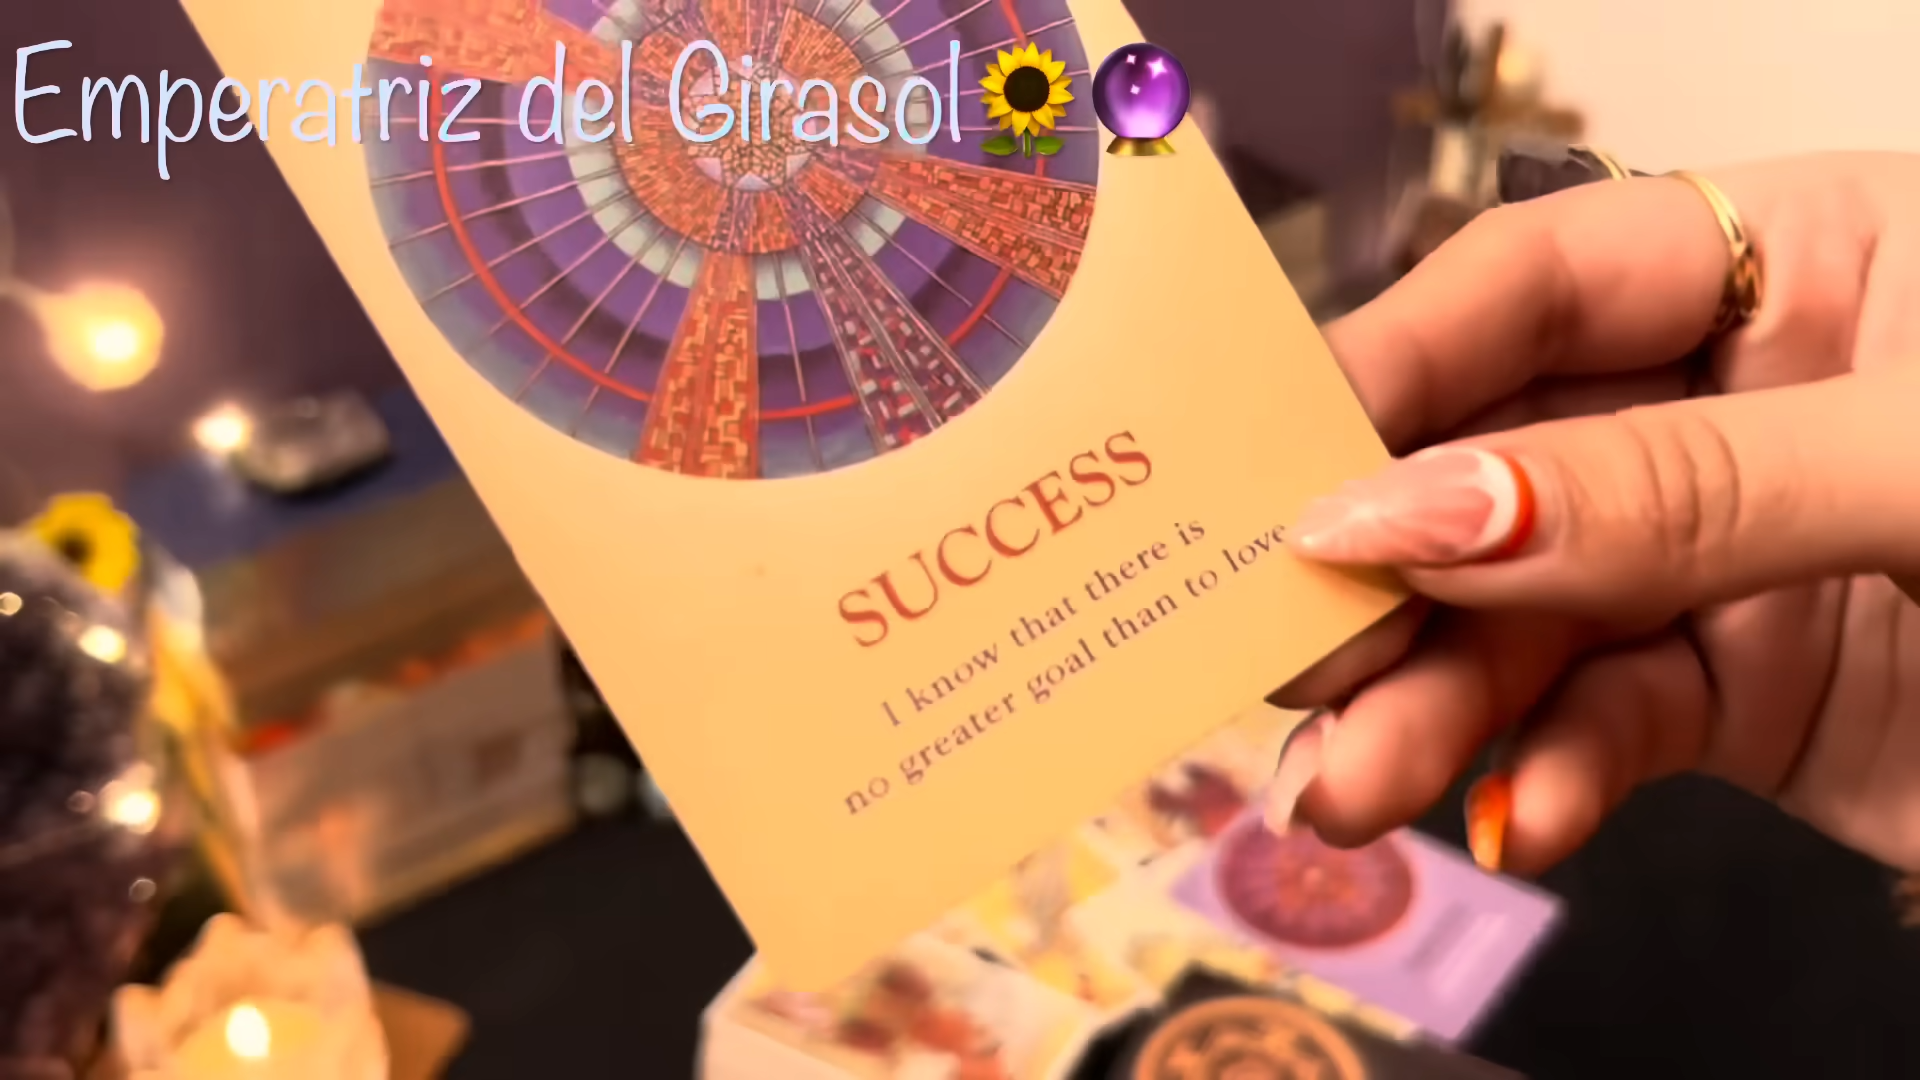 Emperatriz del Girasol🌻🔮
SUCCESS
I know that there is
no greater goal than to love